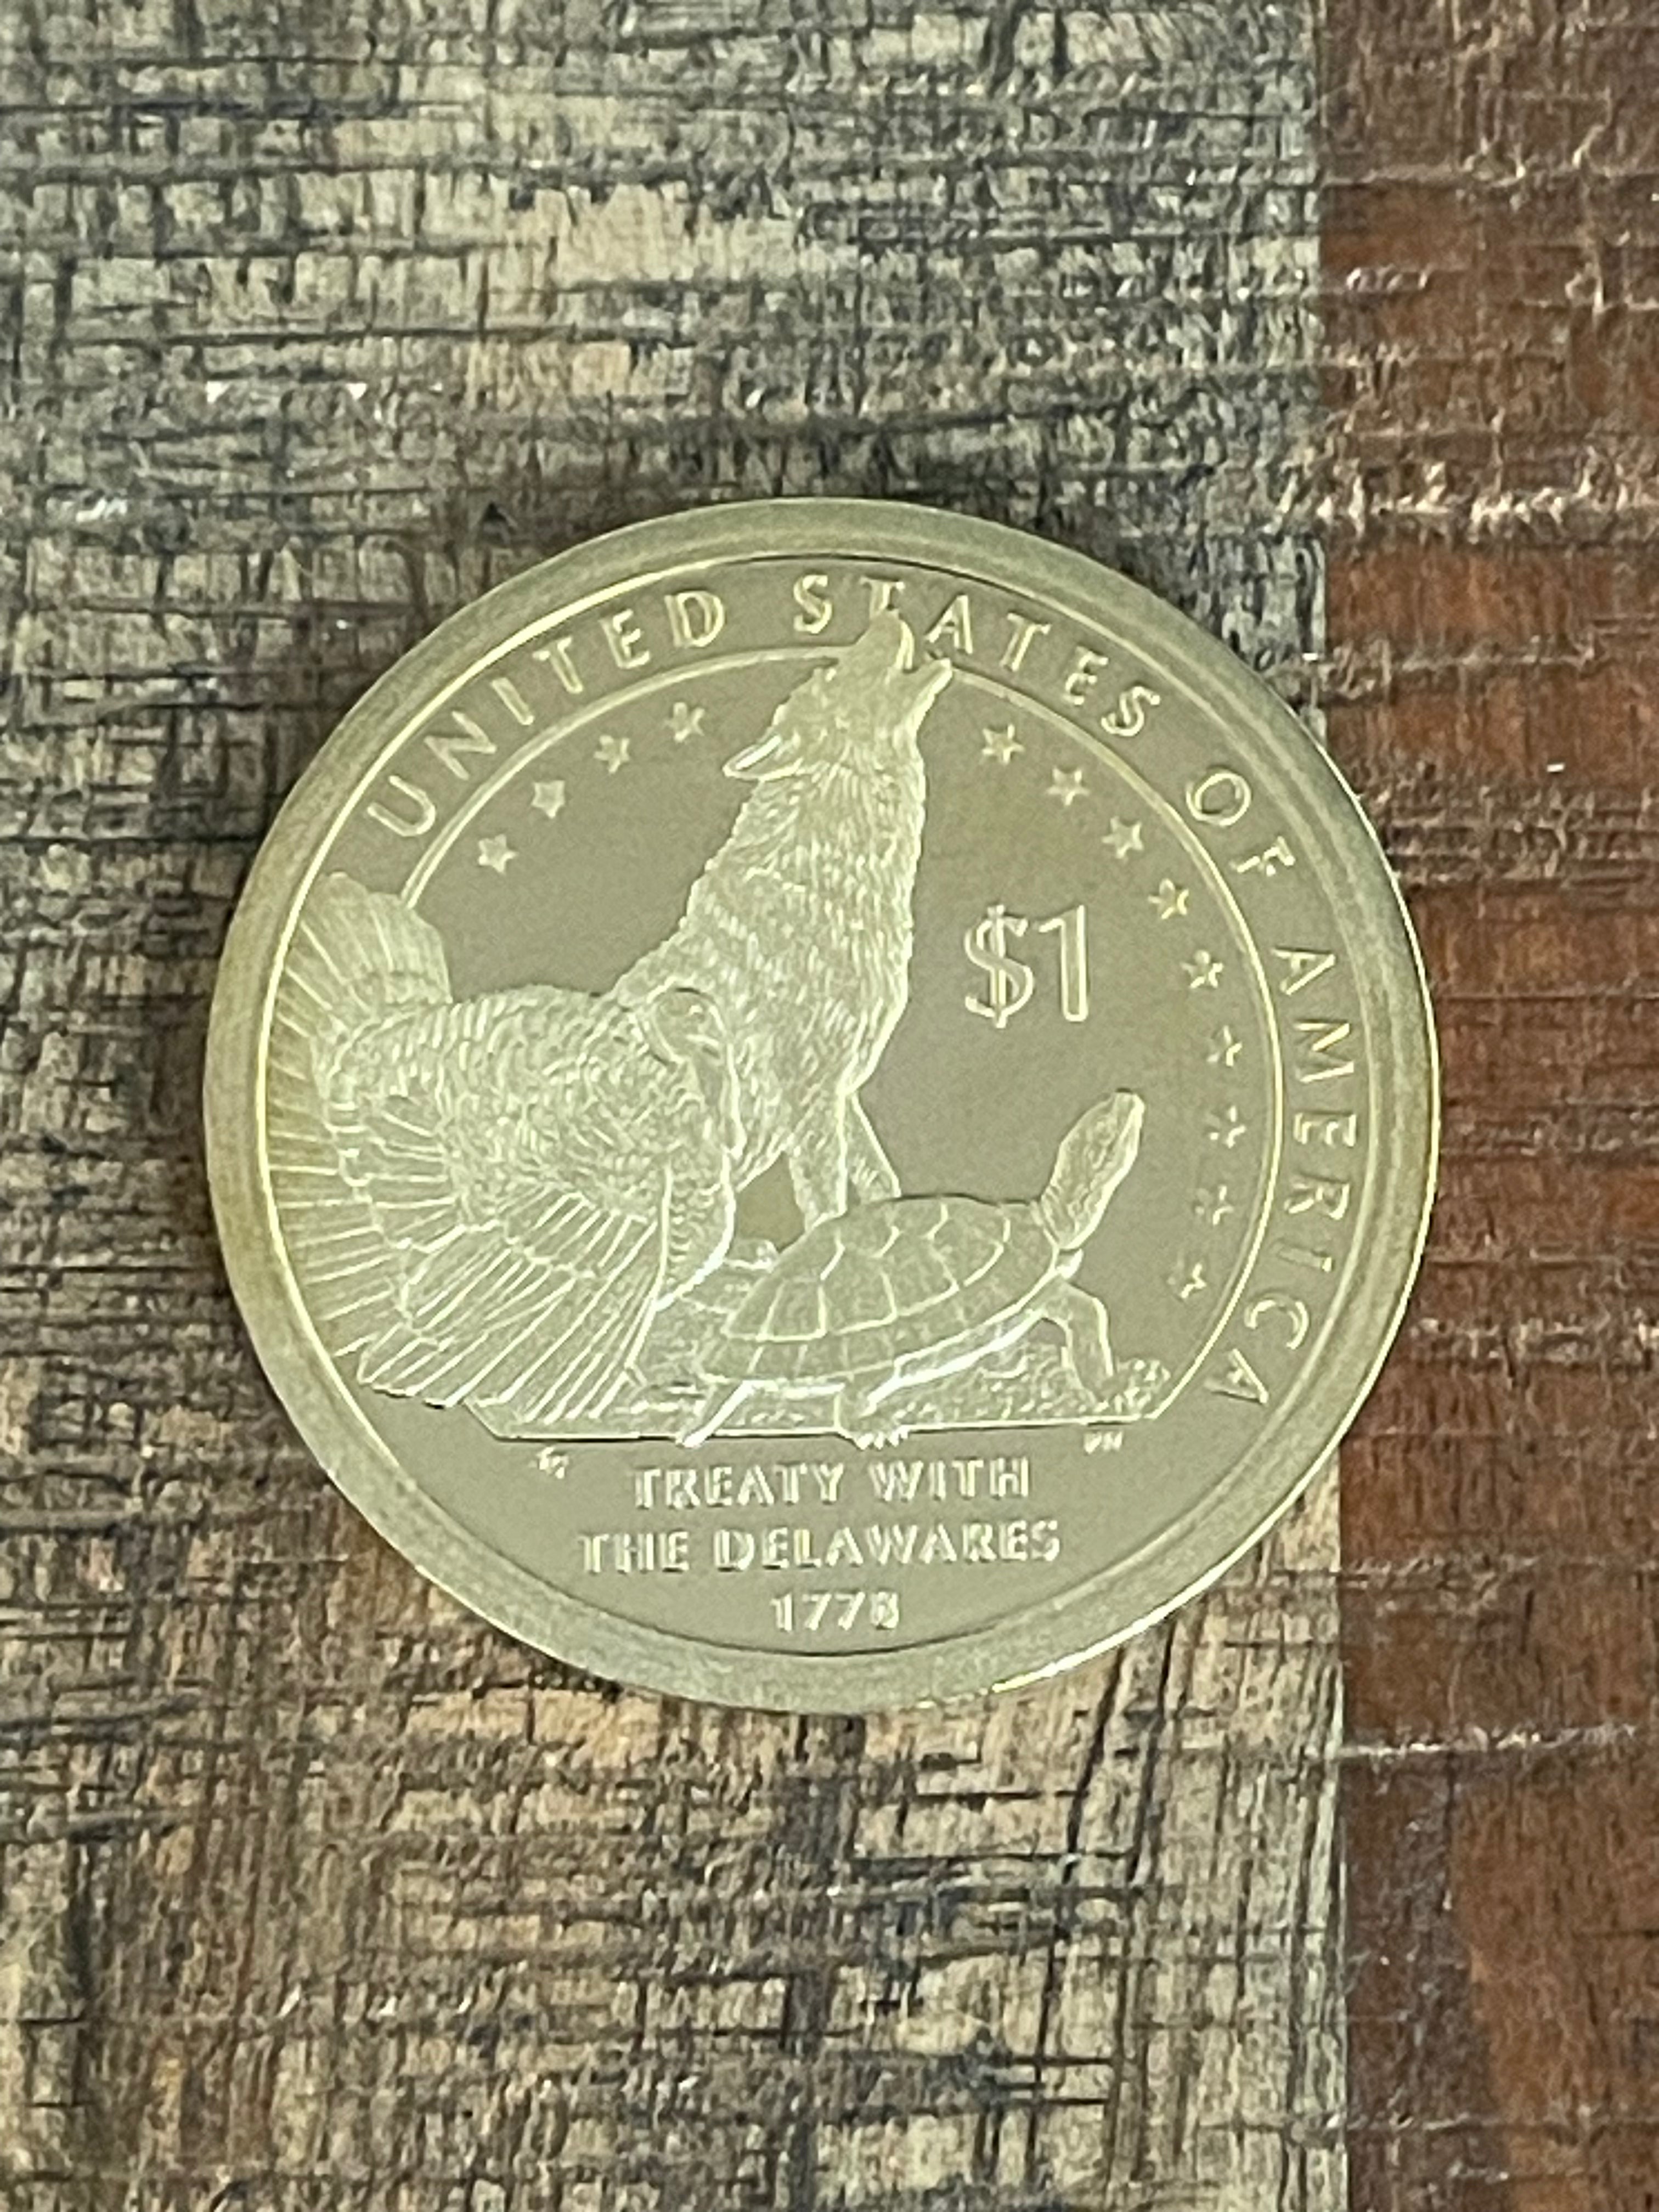 UNITED STATES OF AMERICA
$1
TREATY WITH
THE DELAWARES
1778